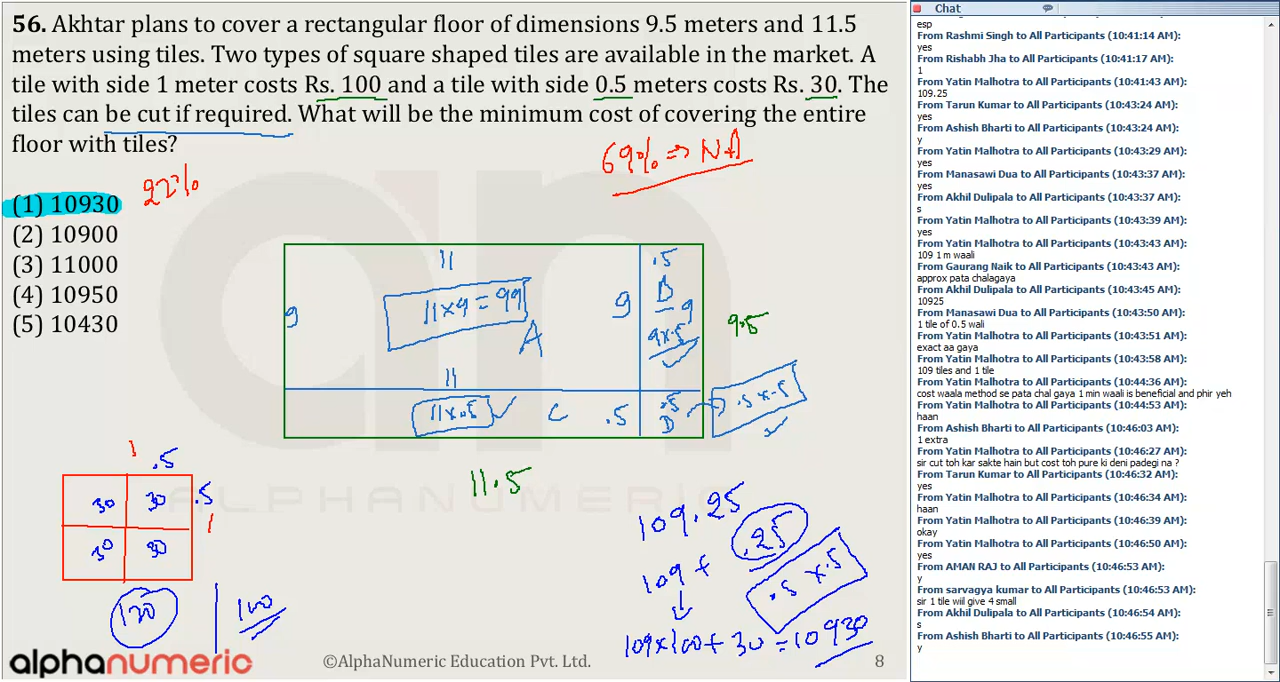 56. Akhtar plans to cover a rectangular floor of dimensions 9.5 meters and 11.5
meters using tiles. Two types of square shaped tiles are available in the market. A
tile with side 1 meter costs Rs. 100 and a tile with side 0.5 meters costs Rs. 30. The
tiles can be cut if required. What will be the minimum cost of covering the entire
floor with tiles?
69% => NA
22%
(1) 10930
(2) 10900
(3) 11000
(4) 10950
(5) 10430
11
.5
11x9 = 99
9
9
B
9
9x.5
A
9.5
11
11x.5
C
.5
.5
D
.5x.5
11.5
1
.5
30
30
.5
1
30
30
120
100
109.25
109 +
.25
.5 x .5
109x100 + 30 = 10930
ALPHANUMERIC
alphanumeric
©AlphaNumeric Education Pvt. Ltd.
8
Chat
esp
From Rashmi Singh to All Participants (10:41:14 AM):
yes
From Rishabh Jha to All Participants (10:41:17 AM):
1
From Yatin Malhotra to All Participants (10:41:43 AM):
109.25
From Tarun Kumar to All Participants (10:43:24 AM):
yes
From Ashish Bharti to All Participants (10:43:24 AM):
y
From Yatin Malhotra to All Participants (10:43:29 AM):
yes
From Manasawi Dua to All Participants (10:43:37 AM):
yes
From Akhil Dulipala to All Participants (10:43:37 AM):
s
From Yatin Malhotra to All Participants (10:43:39 AM):
yes
From Yatin Malhotra to All Participants (10:43:43 AM):
109 1 m waali
From Gaurang Naik to All Participants (10:43:43 AM):
approx pata chalagaya
From Akhil Dulipala to All Participants (10:43:45 AM):
10925
From Manasawi Dua to All Participants (10:43:50 AM):
1 tile of 0.5 wali
From Yatin Malhotra to All Participants (10:43:51 AM):
exact aa gaya
From Yatin Malhotra to All Participants (10:43:58 AM):
109 tiles and 1 tile
From Yatin Malhotra to All Participants (10:44:36 AM):
cost waala method se pata chal gaya 1 min waali is beneficial and phir yeh
From Yatin Malhotra to All Participants (10:44:53 AM):
haan
From Ashish Bharti to All Participants (10:46:03 AM):
1 extra
From Yatin Malhotra to All Participants (10:46:27 AM):
sir cut toh kar sakte hain but cost toh pure ki deni padegi na ?
From Tarun Kumar to All Participants (10:46:32 AM):
yes
From Yatin Malhotra to All Participants (10:46:34 AM):
haan
From Yatin Malhotra to All Participants (10:46:39 AM):
okay
From Yatin Malhotra to All Participants (10:46:50 AM):
yes
From AMAN RAJ to All Participants (10:46:53 AM):
y
From sarvagya kumar to All Participants (10:46:53 AM):
sir 1 tile wiil give 4 small
From Akhil Dulipala to All Participants (10:46:54 AM):
s
From Ashish Bharti to All Participants (10:46:55 AM):
y